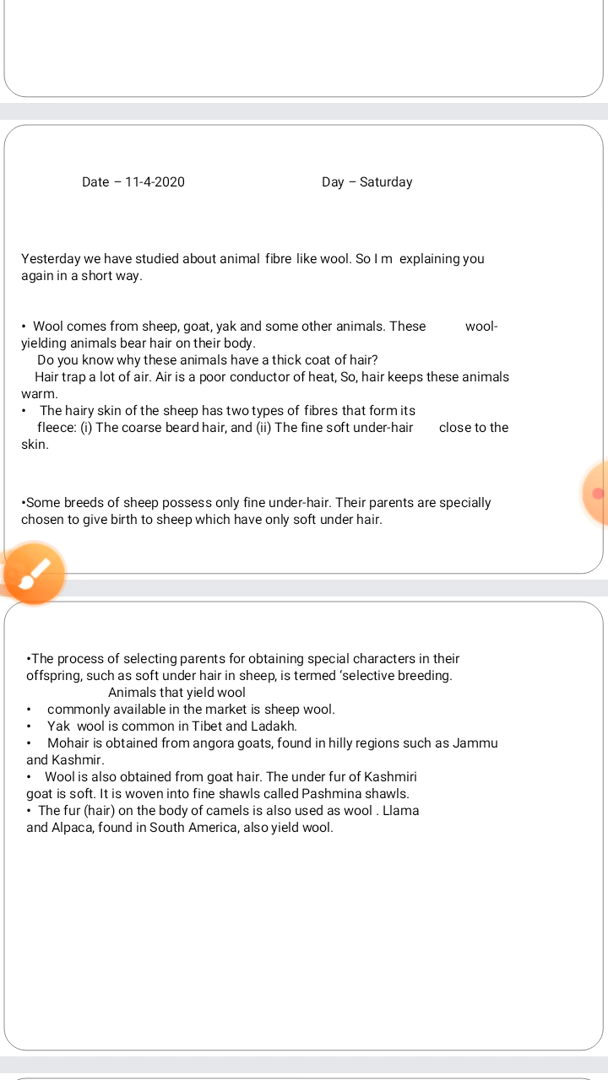 Date – 11-4-2020 Day – Saturday
Yesterday we have studied about animal fibre like wool. So I m explaining you
again in a short way.
• Wool comes from sheep, goat, yak and some other animals. These wool-
yielding animals bear hair on their body.
Do you know why these animals have a thick coat of hair?
Hair trap a lot of air. Air is a poor conductor of heat, So, hair keeps these animals
warm.
• The hairy skin of the sheep has two types of fibres that form its
fleece: (i) The coarse beard hair, and (ii) The fine soft under-hair close to the
skin.
•Some breeds of sheep possess only fine under-hair. Their parents are specially
chosen to give birth to sheep which have only soft under hair.
•The process of selecting parents for obtaining special characters in their
offspring, such as soft under hair in sheep, is termed ‘selective breeding.
Animals that yield wool
• commonly available in the market is sheep wool.
• Yak wool is common in Tibet and Ladakh.
• Mohair is obtained from angora goats, found in hilly regions such as Jammu
and Kashmir.
• Wool is also obtained from goat hair. The under fur of Kashmiri
goat is soft. It is woven into fine shawls called Pashmina shawls.
• The fur (hair) on the body of camels is also used as wool . Llama
and Alpaca, found in South America, also yield wool.